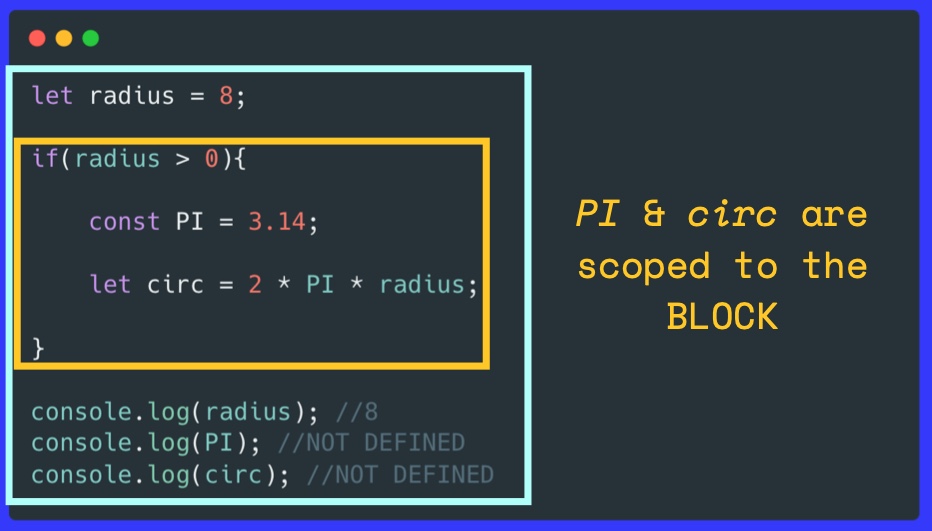 let radius = 8;
if(radius > 0){
const PI = 3.14;
let circ = 2 * PI * radius;
}
console.log(radius); //8
console.log(PI); //NOT DEFINED
console.log(circ); //NOT DEFINED
PI & circ are
scoped to the
BLOCK